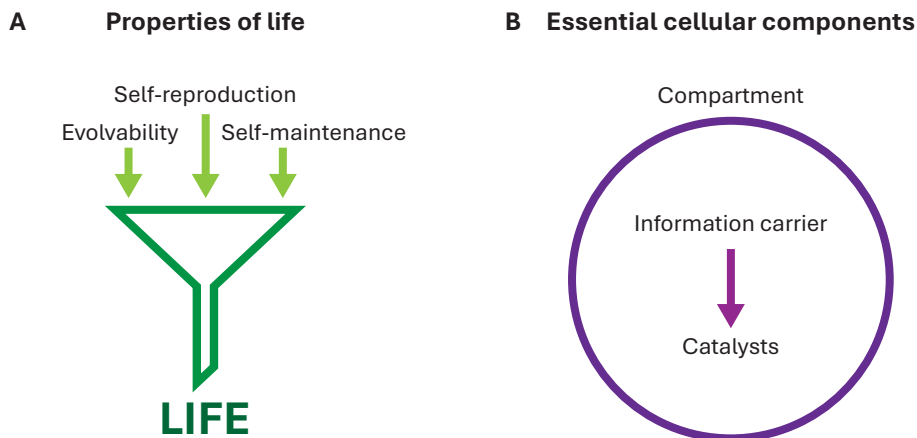 A Properties of life
Self-reproduction
Evolvability Self-maintenance
LIFE
B Essential cellular components
Compartment
Information carrier
Catalysts